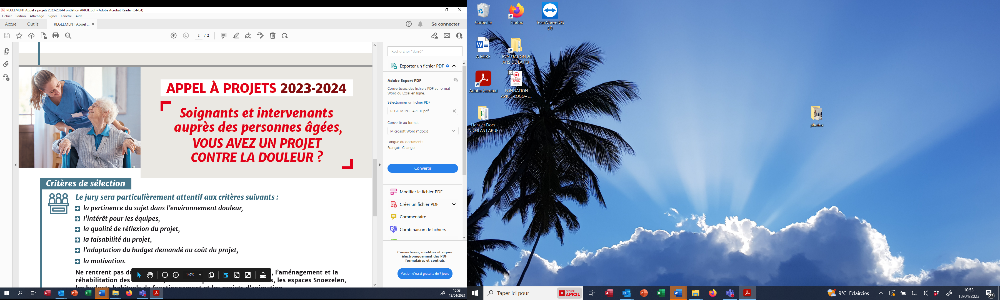 REGLEMENT Appel a projets 2023-2024-Fondation APICIL.pdf - Adobe Acrobat Reader (64-bit)
Fichier Edition Affichage Signer Fenêtre Aide
Accueil Outils REGLEMENT Appel ... × Se connecter
2 / 2
APPEL À PROJETS 2023-2024
Soignants et intervenants
auprès des personnes âgées,
VOUS AVEZ UN PROJET
CONTRE LA DOULEUR ?
Critères de sélection
Le jury sera particulièrement attentif aux critères suivants :
la pertinence du sujet dans l'environnement douleur,
l'intérêt pour les équipes,
la qualité de réflexion du projet,
la faisabilité du projet,
l'adaptation du budget demandé au coût du projet,
la motivation.
Ne rentrent pas , l'aménagement et la
réhabilitation des , les espaces Snoezelen,
140%
Rechercher "Barré"
Exporter un fichier PDF
Adobe Export PDF
Convertissez des fichiers PDF au format
Word ou Excel en ligne.
Sélectionner un fichier PDF
REGLEMENT...APICIL.pdf
Convertir au format
Microsoft Word (*.docx)
Langue du document :
Français Changer
Convertir
Modifier le fichier PDF
Créer un fichier PDF
Commentaire
Combinaison de fichiers
Convertissez, modifiez et signez
électroniquement des PDF
formulaires et contrats
Version d'essai gratuite de 7 jours
10:53
13/04/2023
Corbeille
Firefox
TeamViewerQS
(1)
A FAIRE
EVALUATION 20
ANS DE LA FO...
Adobe Acrobat
FONDATION
APICIL
FONDATION
APICIL-LOGO+E...
Liens et Docs
NICOLAS LARUE
photos
Taper ici pour
GROUPE
APICIL
9°C Eclaircies
10:53
13/04/2023
23